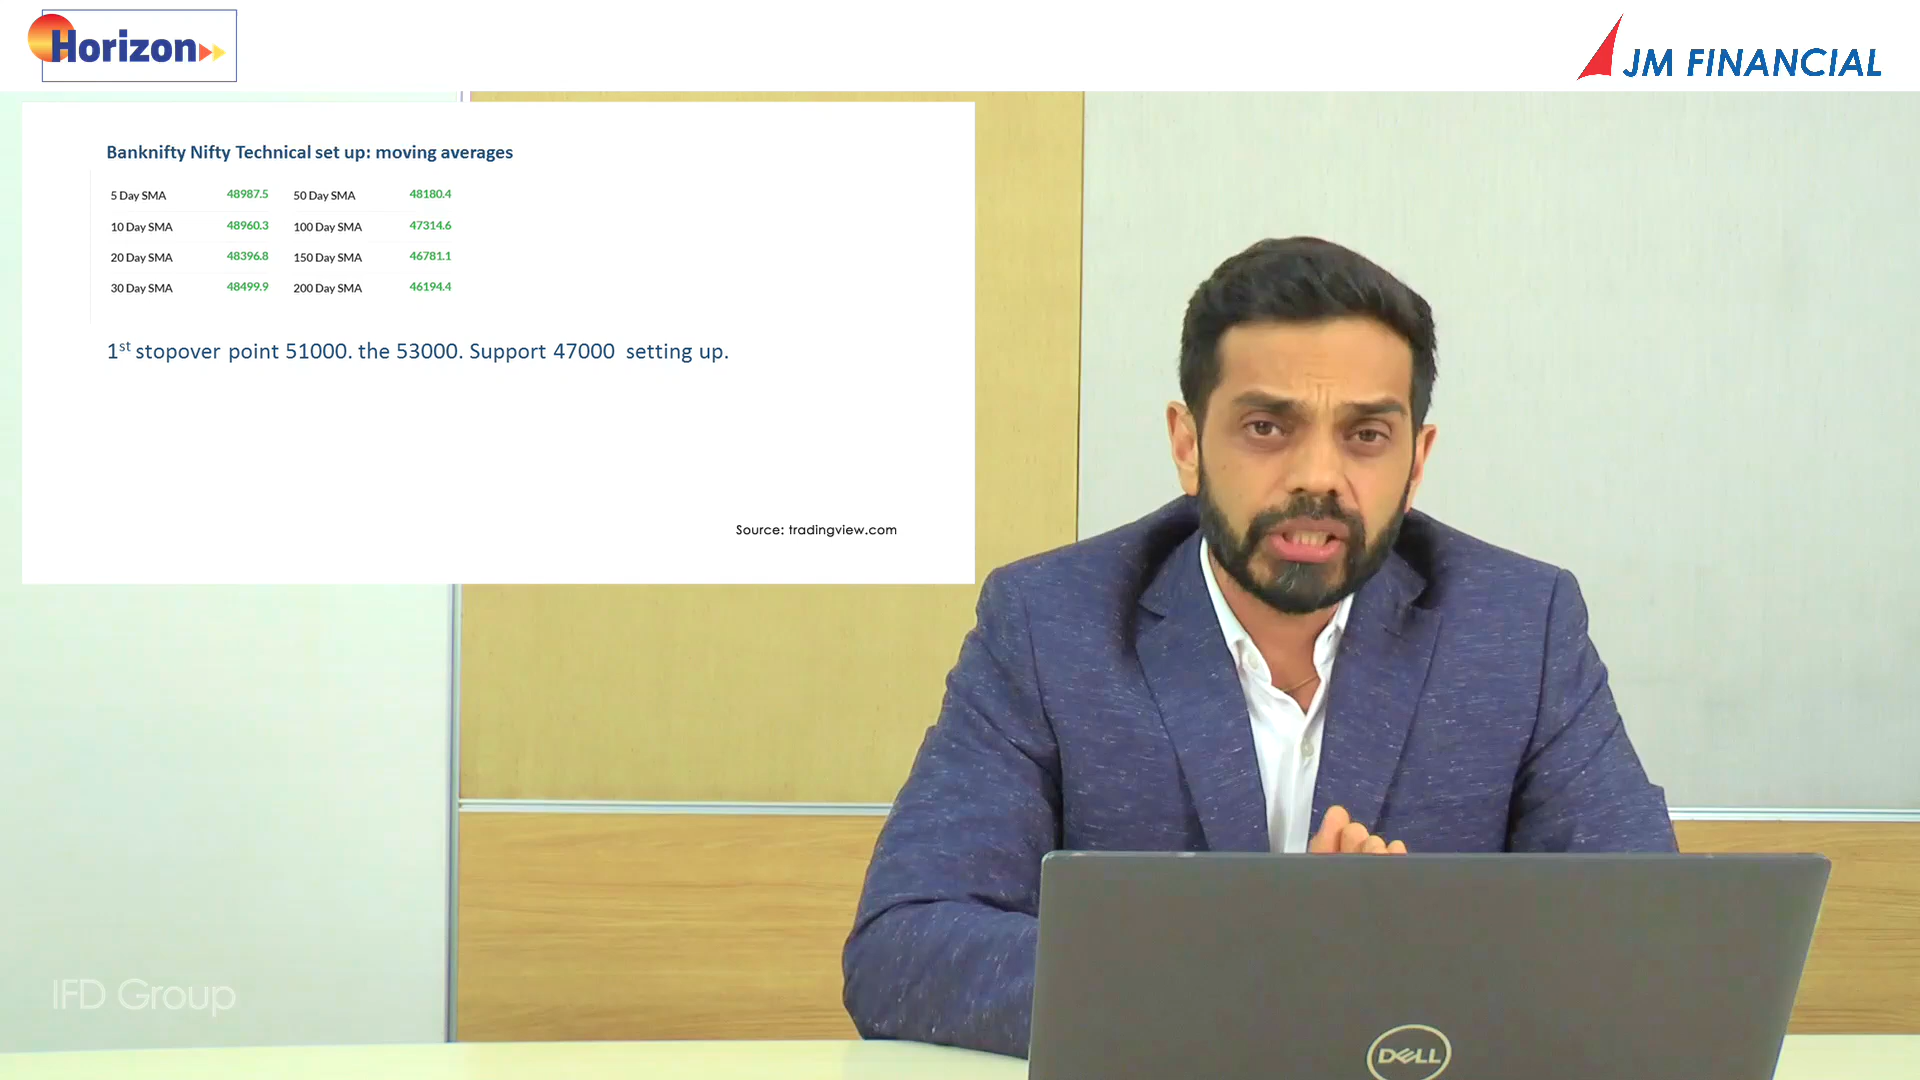 Horizon
JM FINANCIAL
Banknifty Nifty Technical set up: moving averages
5 Day SMA 48987.5 50 Day SMA 48180.4
10 Day SMA 48960.3 100 Day SMA 47314.6
20 Day SMA 48396.8 150 Day SMA 46781.1
30 Day SMA 48499.9 200 Day SMA 46194.4
1st stopover point 51000. the 53000. Support 47000 setting up.
Source: tradingview.com
IFD Group
DELL